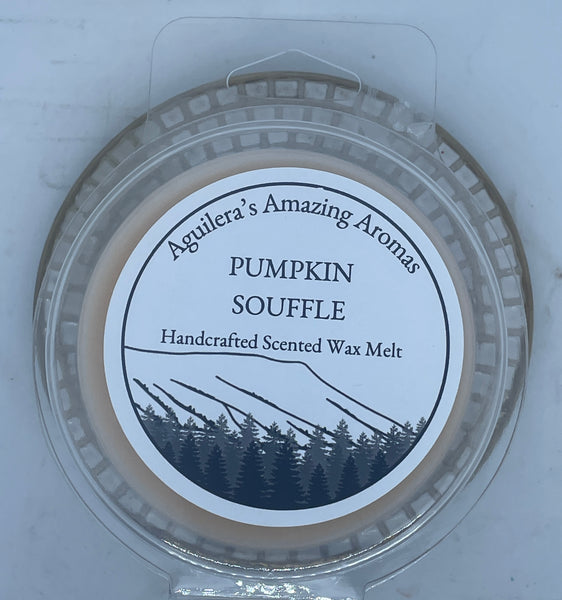 Aguilera's Amazing Aromas
PUMPKIN
SOUFFLE
Handcrafted Scented Wax Melt